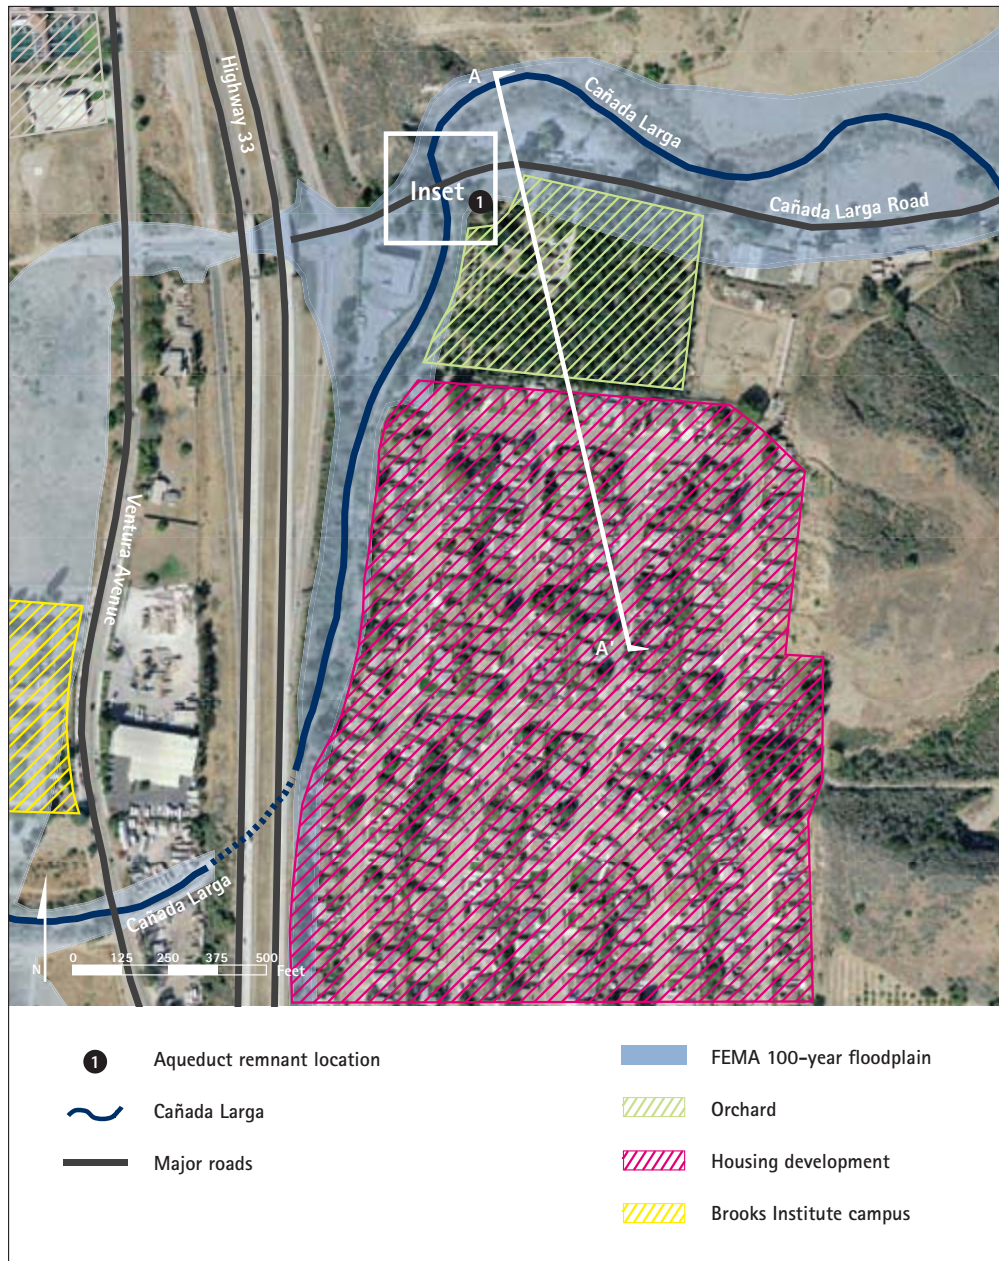 Highway 33
A
Cañada Larga
Inset
1
Cañada Larga Road
Ventura Avenue
A'
Cañada Larga
N
0 125 250 375 500
Feet
1 Aqueduct remnant location
Cañada Larga
Major roads
FEMA 100-year floodplain
Orchard
Housing development
Brooks Institute campus